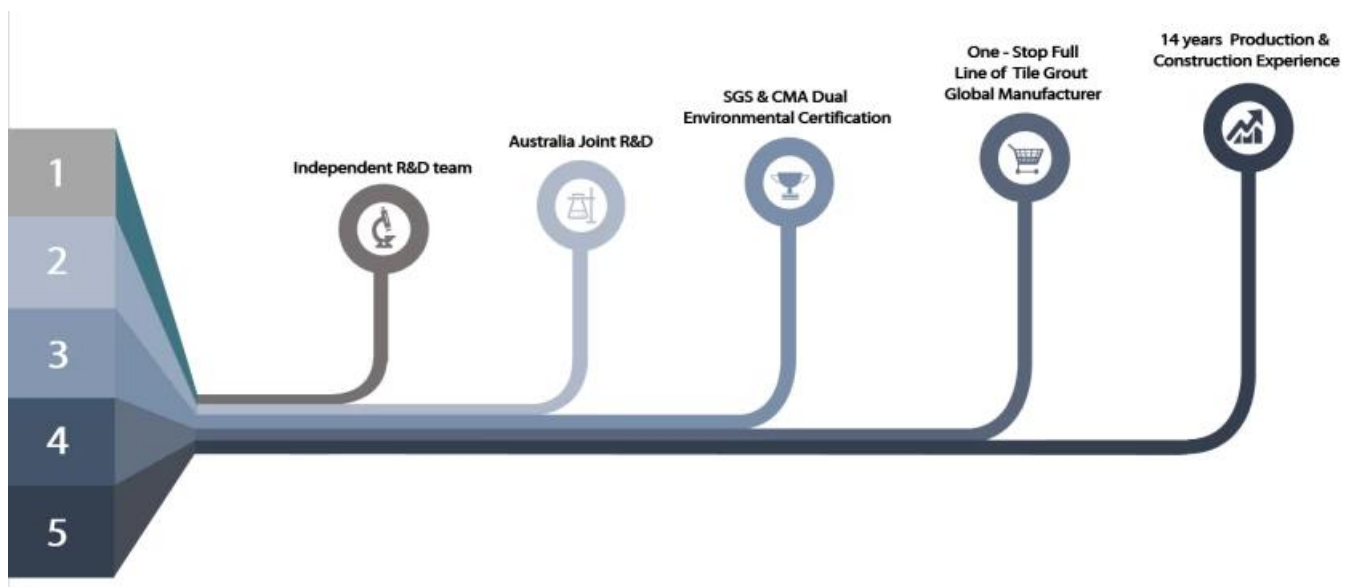 1
2
3
4
5
Independent R&D team
Australia Joint R&D
SGS & CMA Dual
Environmental Certification
One - Stop Full
Line of Tile Grout
Global Manufacturer
14 years Production &
Construction Experience